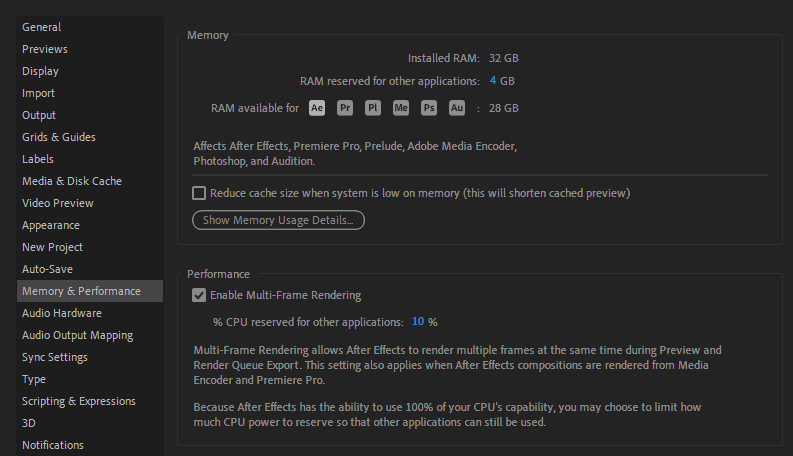 General
Previews
Display
Import
Output
Grids & Guides
Labels
Media & Disk Cache
Video Preview
Appearance
New Project
Auto-Save
Memory & Performance
Audio Hardware
Audio Output Mapping
Sync Settings
Type
Scripting & Expressions
3D
Notifications
Memory
Installed RAM: 32 GB
RAM reserved for other applications: 4 GB
RAM available for Ae Pr Pl Me Ps Au : 28 GB
Affects After Effects, Premiere Pro, Prelude, Adobe Media Encoder,
Photoshop, and Audition.
Reduce cache size when system is low on memory (this will shorten cached preview)
Show Memory Usage Details...
Performance
Enable Multi-Frame Rendering
% CPU reserved for other applications: 10 %
Multi-Frame Rendering allows After Effects to render multiple frames at the same time during Preview and
Render Queue Export. This setting also applies when After Effects compositions are rendered from Media
Encoder and Premiere Pro.
Because After Effects has the ability to use 100% of your CPU's capability, you may choose to limit how
much CPU power to reserve so that other applications can still be used.